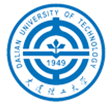 DALIAN UNIVERSITY OF TECHNOLOGY
1949
大连理工大学